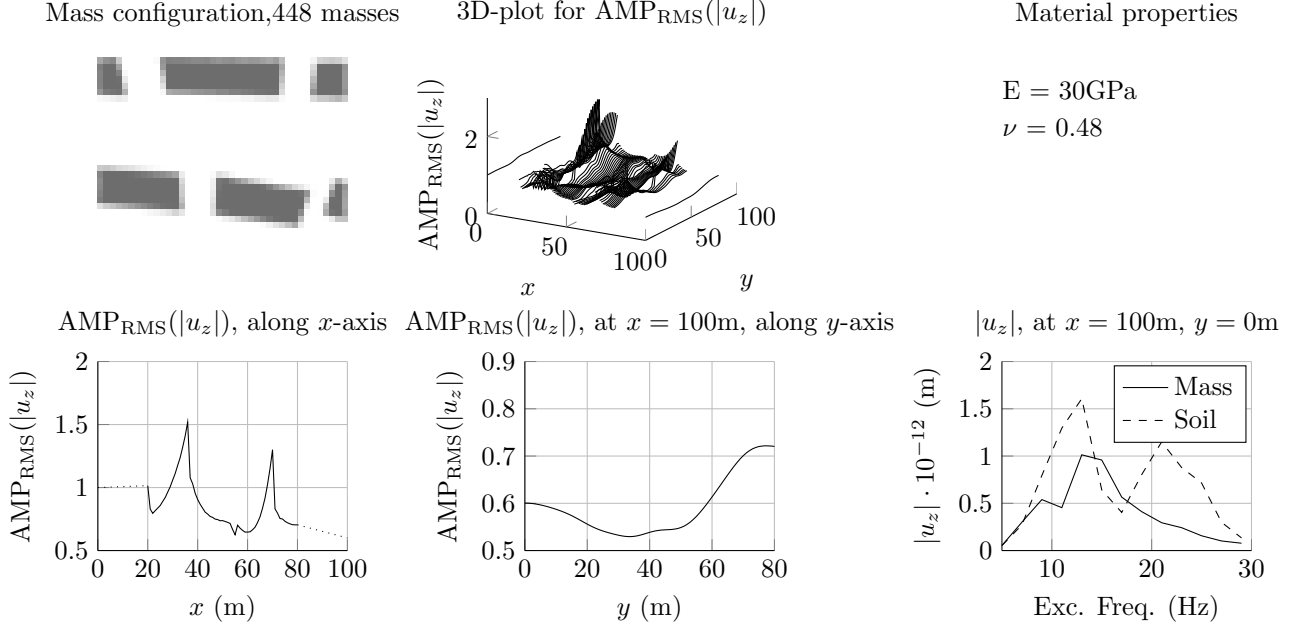 Mass configuration,448 masses
3D-plot for AMP_RMS(|u_z|)
Material properties
AMP_RMS(|u_z|)
2
0
0
50
100
x
0
50
100
y
E = 30GPa
ν = 0.48
AMP_RMS(|u_z|), along x-axis
AMP_RMS(|u_z|), at x = 100m, along y-axis
|u_z|, at x = 100m, y = 0m
AMP_RMS(|u_z|)
2
1.5
1
0.5
0 20 40 60 80 100
x (m)
AMP_RMS(|u_z|)
0.9
0.8
0.7
0.6
0.5
0 20 40 60 80
y (m)
|u_z| · 10^−12 (m)
2
1.5
1
0.5
0
10 20 30
Exc. Freq. (Hz)
Mass
Soil